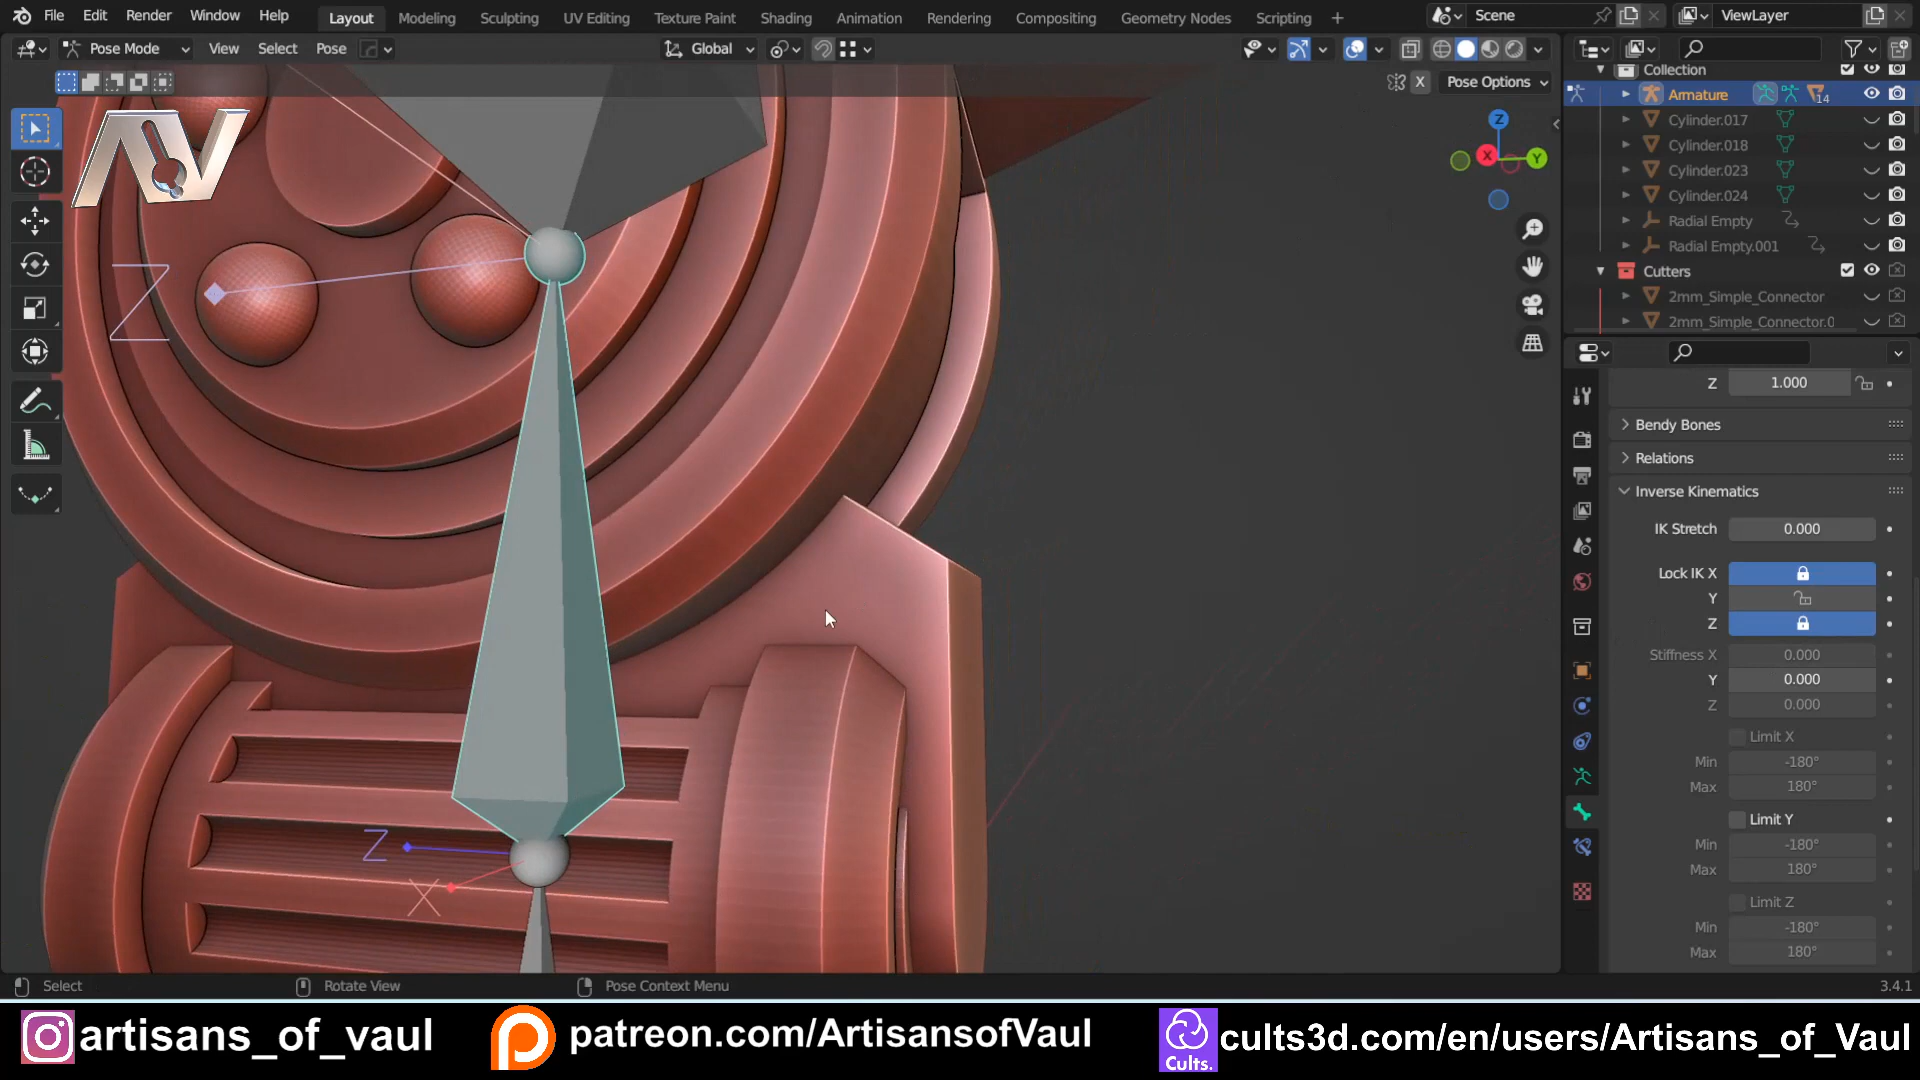 File Edit Render Window Help Layout Modeling Sculpting UV Editing Texture Paint Shading Animation Rendering Compositing Geometry Nodes Scripting + Scene ViewLayer
Pose Mode View Select Pose Global
X Pose Options
Collection
Armature 14
Cylinder.017
Cylinder.018
Cylinder.023
Cylinder.024
Radial Empty
Radial Empty.001
Cutters
2mm_Simple_Connector
2mm_Simple_Connector.0
AV
Z
X
Y
Z 1.000
Bendy Bones
Relations
Inverse Kinematics
IK Stretch 0.000
Lock IK X
Y
Z
Stiffness X 0.000
Y 0.000
Z 0.000
Limit X
Min -180°
Max 180°
Limit Y
Min -180°
Max 180°
Limit Z
Min -180°
Max 180°
Z
Z
X
Select Rotate View Pose Context Menu 3.4.1
artisans_of_vaul patreon.com/ArtisansofVaul Cults. cults3d.com/en/users/Artisans_of_Vaul